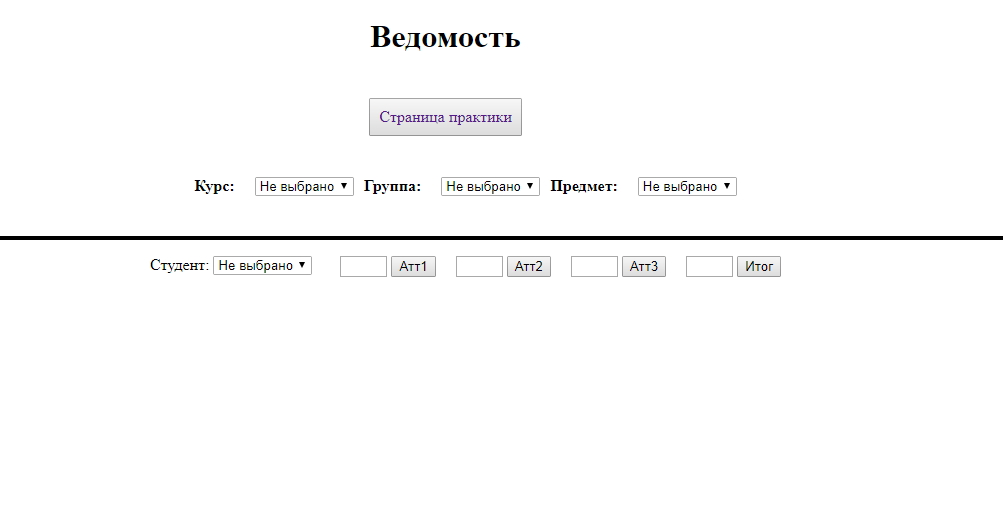 Ведомость
Страница практики
Курс: Не выбрано Группа: Не выбрано Предмет: Не выбрано
Студент: Не выбрано Атт1 Атт2 Атт3 Итог